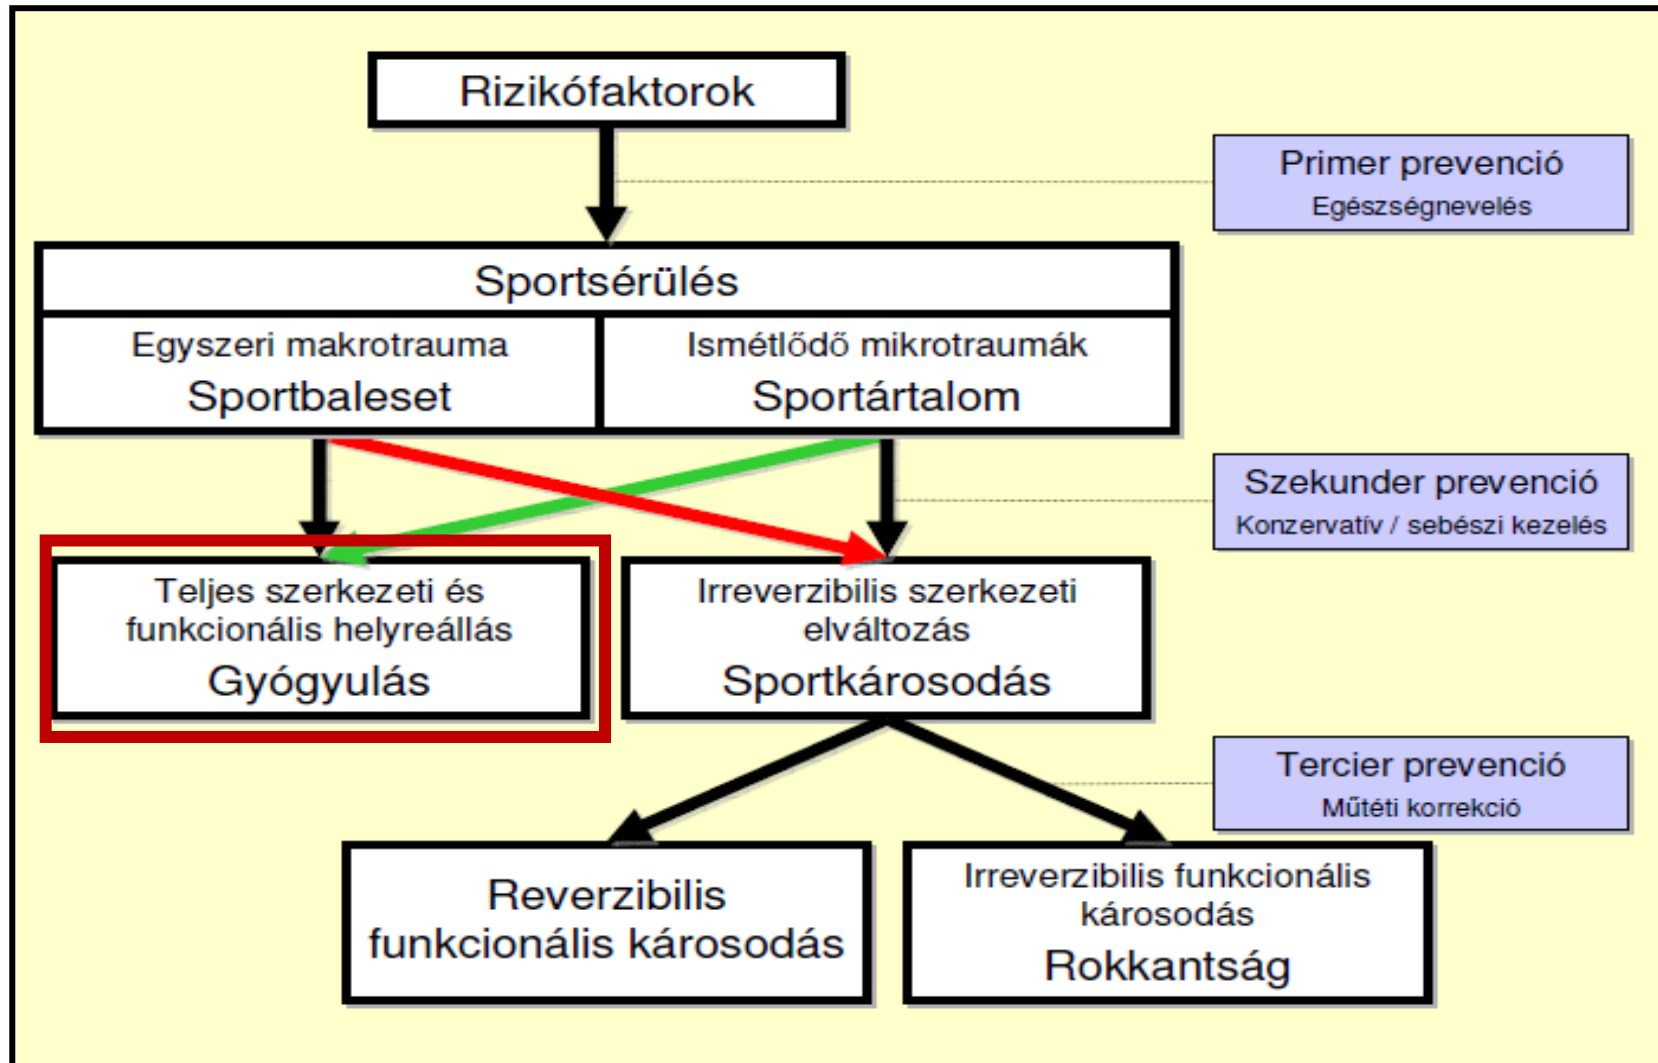 Rizikófaktorok
Primer prevenció
Egészségnevelés
Sportsérülés
Egyszeri makrotrauma
Sportbaleset
Ismétlődő mikrotraumák
Sportártalom
Szekunder prevenció
Konzervatív / sebészi kezelés
Teljes szerkezeti és
funkcionális helyreállás
Gyógyulás
Irreverzibilis szerkezeti
elváltozás
Sportkárosodás
Tercier prevenció
Műtéti korrekció
Reverzibilis
funkcionális károsodás
Irreverzibilis funkcionális
károsodás
Rokkantság